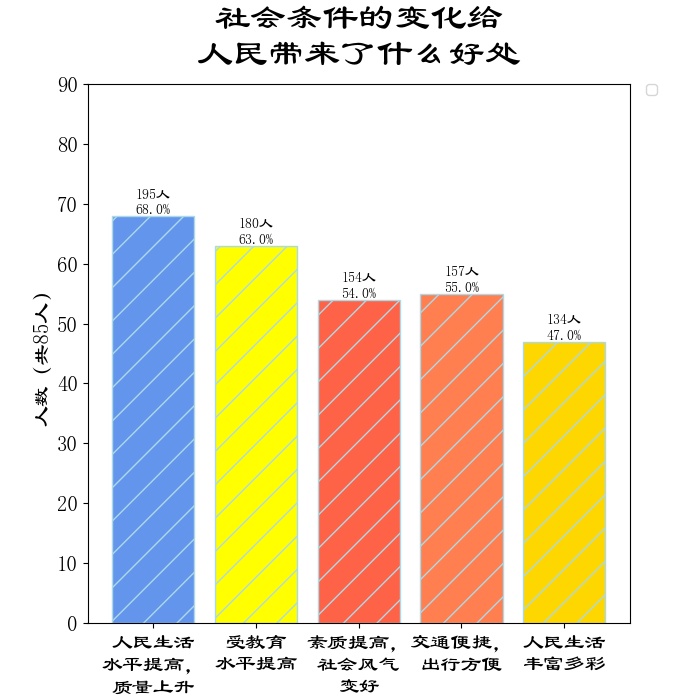 社会条件的变化给
人民带来了什么好处
90
80
70
60
50
40
30
20
10
0
人数（共85人）
195人
68.0%
180人
63.0%
154人
54.0%
157人
55.0%
134人
47.0%
人民生活
水平提高，
质量上升
受教育
水平提高
素质提高，
社会风气
变好
交通便捷，
出行方便
人民生活
丰富多彩